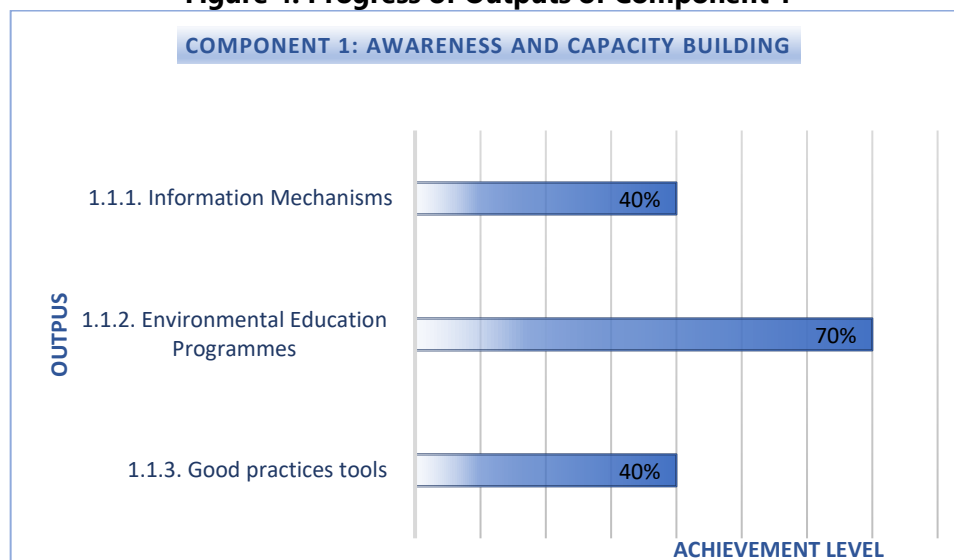 COMPONENT 1: AWARENESS AND CAPACITY BUILDING
1.1.1. Information Mechanisms
40%
OUTPUS
1.1.2. Environmental Education
Programmes
70%
1.1.3. Good practices tools
40%
ACHIEVEMENT LEVEL